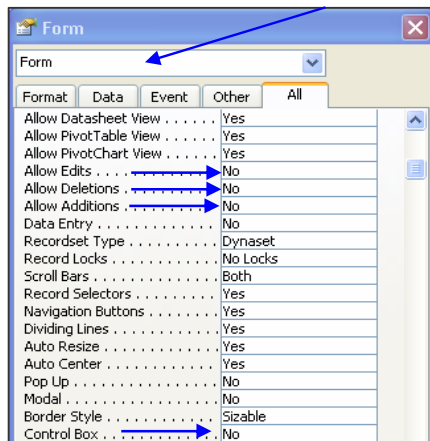 Form
Form
Format Data Event Other All
Allow Datasheet View . . . . . . Yes
Allow PivotTable View . . . . . . Yes
Allow PivotChart View . . . . . . Yes
Allow Edits . . . . No
Allow Deletions . No
Allow Additions . No
Data Entry . . . . . . . . . . . . . No
Recordset Type . . . . . . . . . . Dynaset
Record Locks . . . . . . . . . . . . No Locks
Scroll Bars . . . . . . . . . . . . . Both
Record Selectors . . . . . . . . . Yes
Navigation Buttons . . . . . . . . Yes
Dividing Lines . . . . . . . . . . . . Yes
Auto Resize . . . . . . . . . . . . . Yes
Auto Center . . . . . . . . . . . . . Yes
Pop Up . . . . . . . . . . . . . . . . No
Modal . . . . . . . . . . . . . . . . . No
Border Style . . . . . . . . . . . . . Sizable
Control Box . . . . No